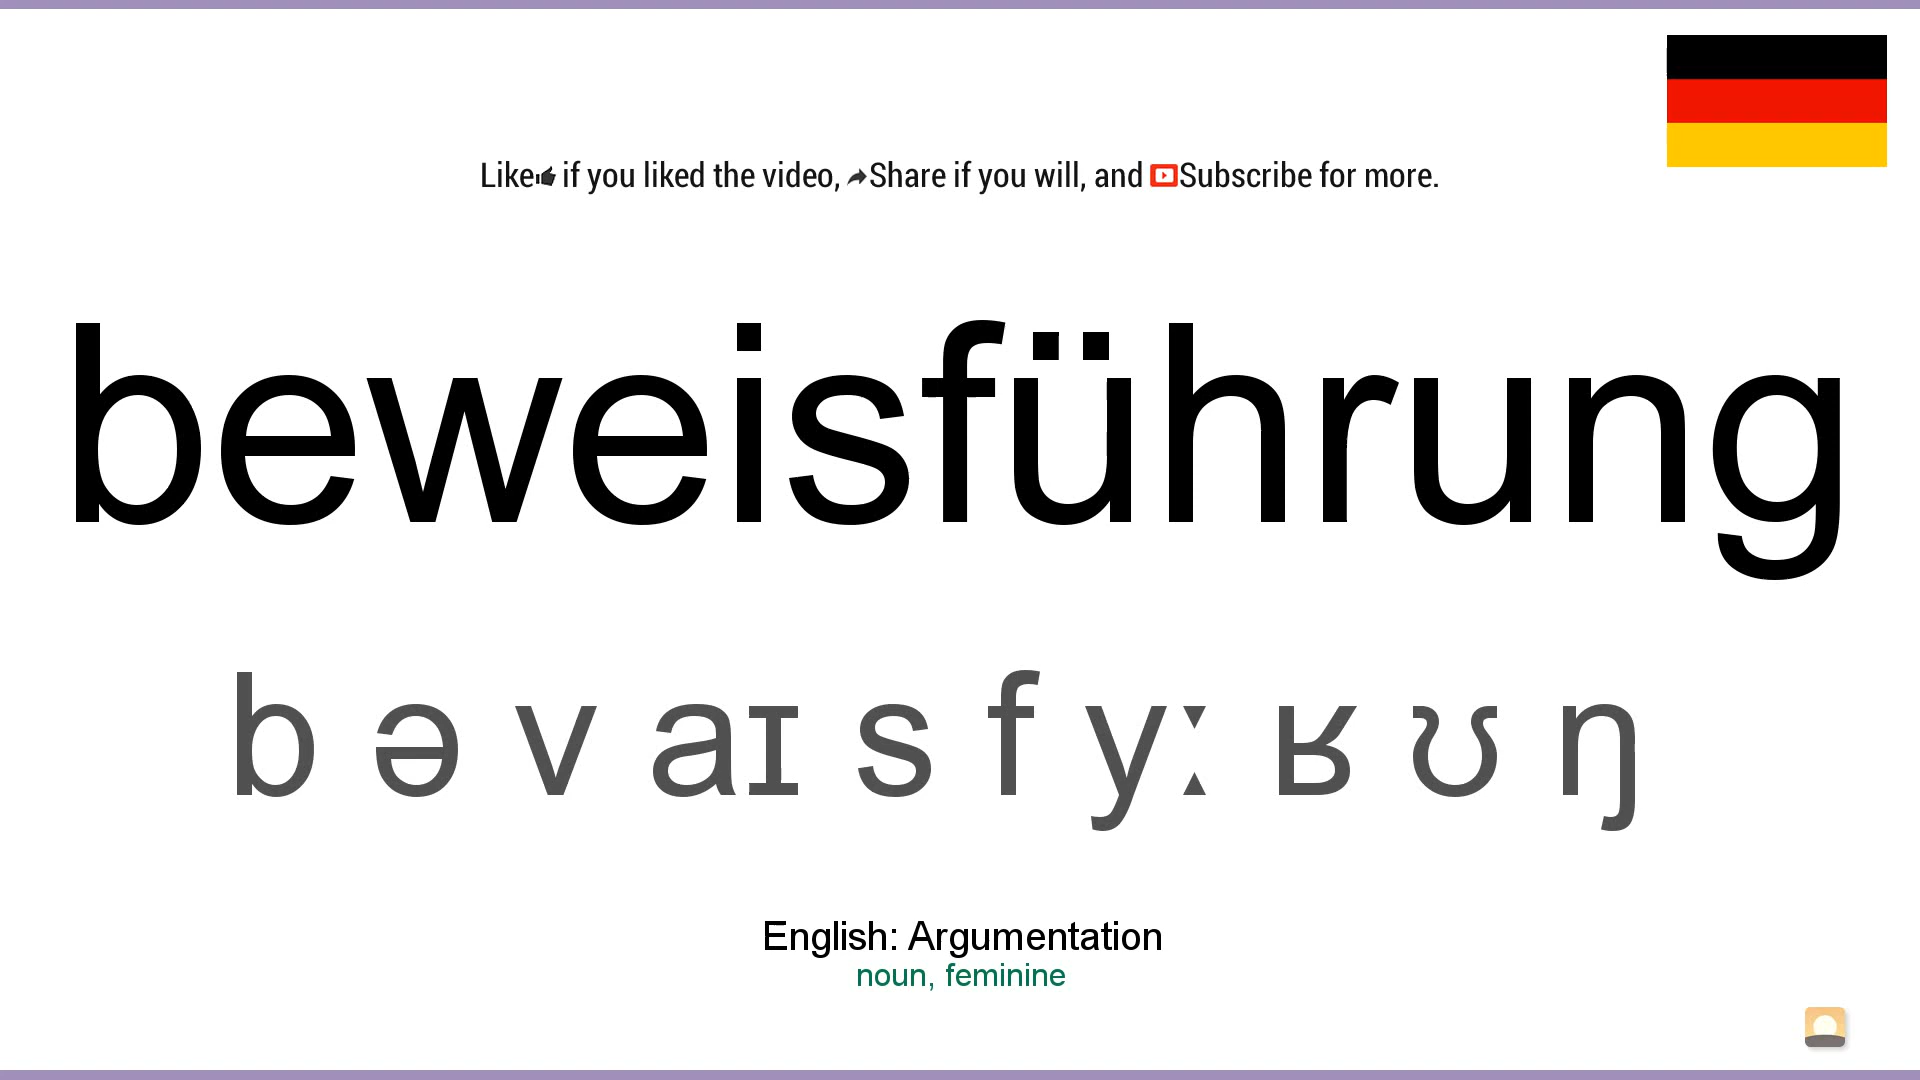 Like if you liked the video, Share if you will, and Subscribe for more.
beweisführung
b ə v aɪ s f yː ʁ ʊ ŋ
English: Argumentation
noun, feminine